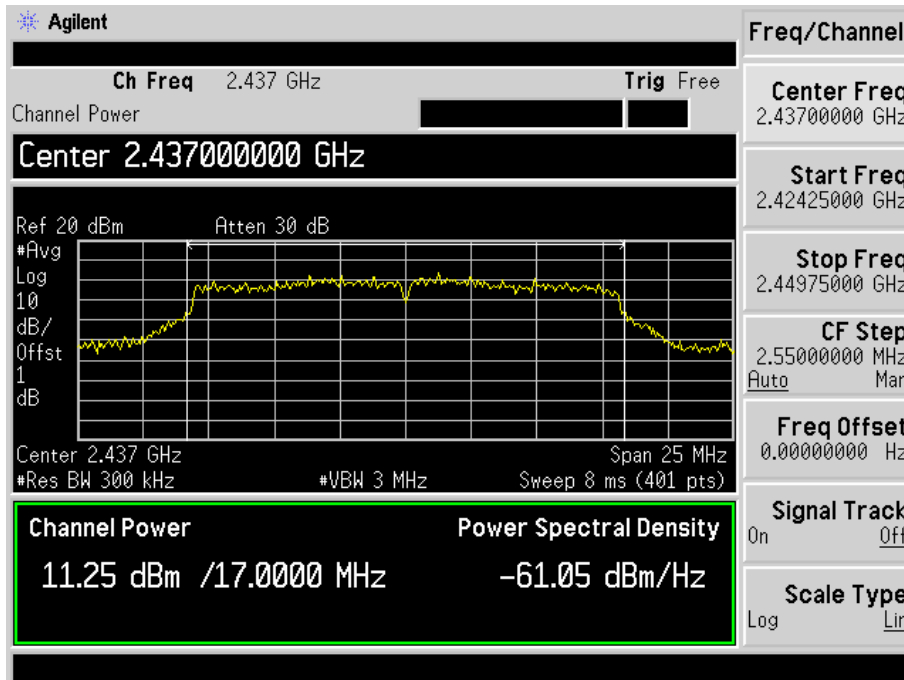 Agilent
Freq/Channel
Ch Freq 2.437 GHz Trig Free
Channel Power
Center 2.437000000 GHz
Ref 20 dBm Atten 30 dB
#Avg
Log
10
dB/
Offst
1
dB
Center 2.437 GHz Span 25 MHz
#Res BW 300 kHz #VBW 3 MHz Sweep 8 ms (401 pts)
Channel Power Power Spectral Density
11.25 dBm /17.0000 MHz -61.05 dBm/Hz
Center Freq
2.43700000 GHz
Start Freq
2.42425000 GHz
Stop Freq
2.44975000 GHz
CF Step
2.55000000 MHz
Auto Man
Freq Offset
0.00000000 Hz
Signal Track
On Off
Scale Type
Log Lin